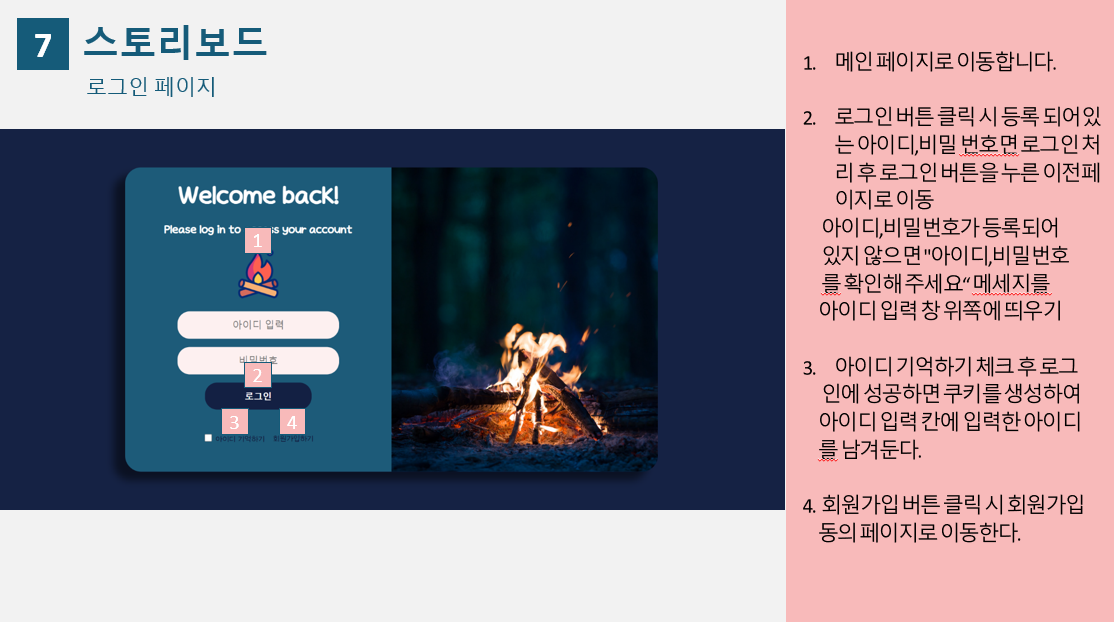 7 스토리보드
로그인 페이지
Welcome back!
Please log in to s your account
1
아이디 입력
비밀번호
2
로그인
3 4
아이디 기억하기 회원가입하기
1. 메인 페이지로 이동합니다.
2. 로그인 버튼 클릭 시 등록 되어있
는 아이디,비밀 번호면 로그인 처
리 후 로그인 버튼을 누른 이전페
이지로 이동
아이디,비밀번호가 등록되어
있지 않으면 "아이디,비밀번호
를 확인해 주세요“ 메세지를
아이디 입력 창 위쪽에 띄우기
3. 아이디 기억하기 체크 후 로그
인에 성공하면 쿠키를 생성하여
아이디 입력 칸에 입력한 아이디
를 남겨둔다.
4. 회원가입 버튼 클릭 시 회원가입
동의 페이지로 이동한다.